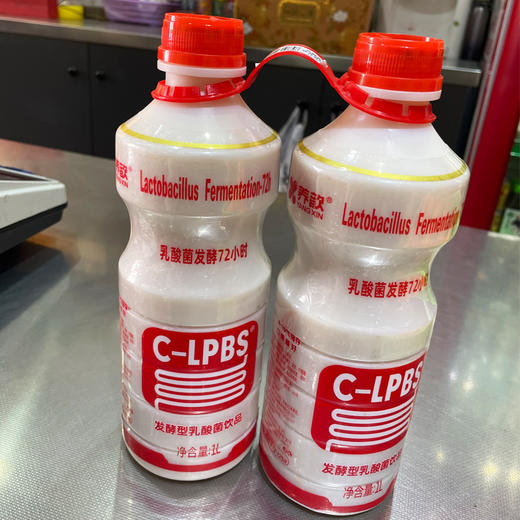 养歆
Lactobacillus Fermentation-72h
乳酸菌发酵72小时
C-LPBS®
发酵型乳酸菌饮品
净含量:1L
养歆
Lactobacillus Fermentation
乳酸菌发酵72小时
C-LPBS
发酵型乳酸菌饮品
净含量:1L